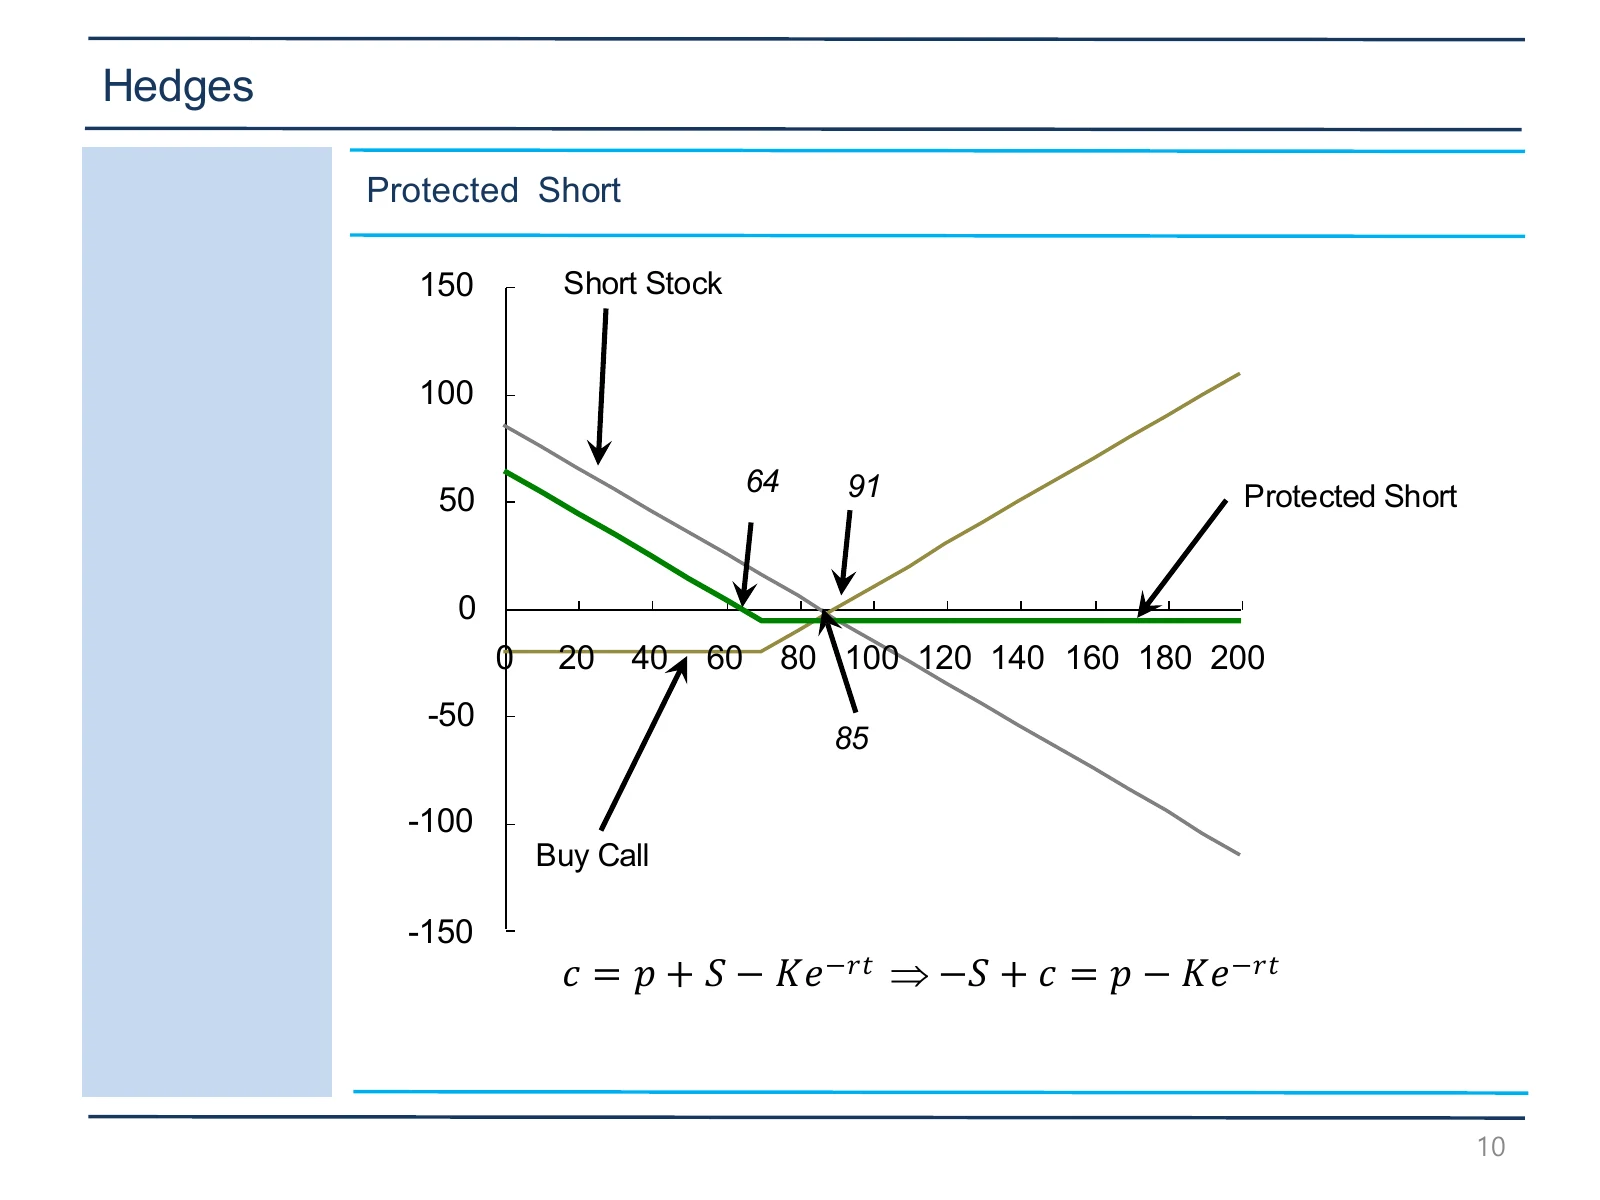 Hedges
Protected Short
150
Short Stock
100
64
91
50
Protected Short
0
0 20 40 60 80 100 120 140 160 180 200
-50
85
-100
Buy Call
-150
c = p + S − Ke^{−rt} ⇒ −S + c = p − Ke^{−rt}
10